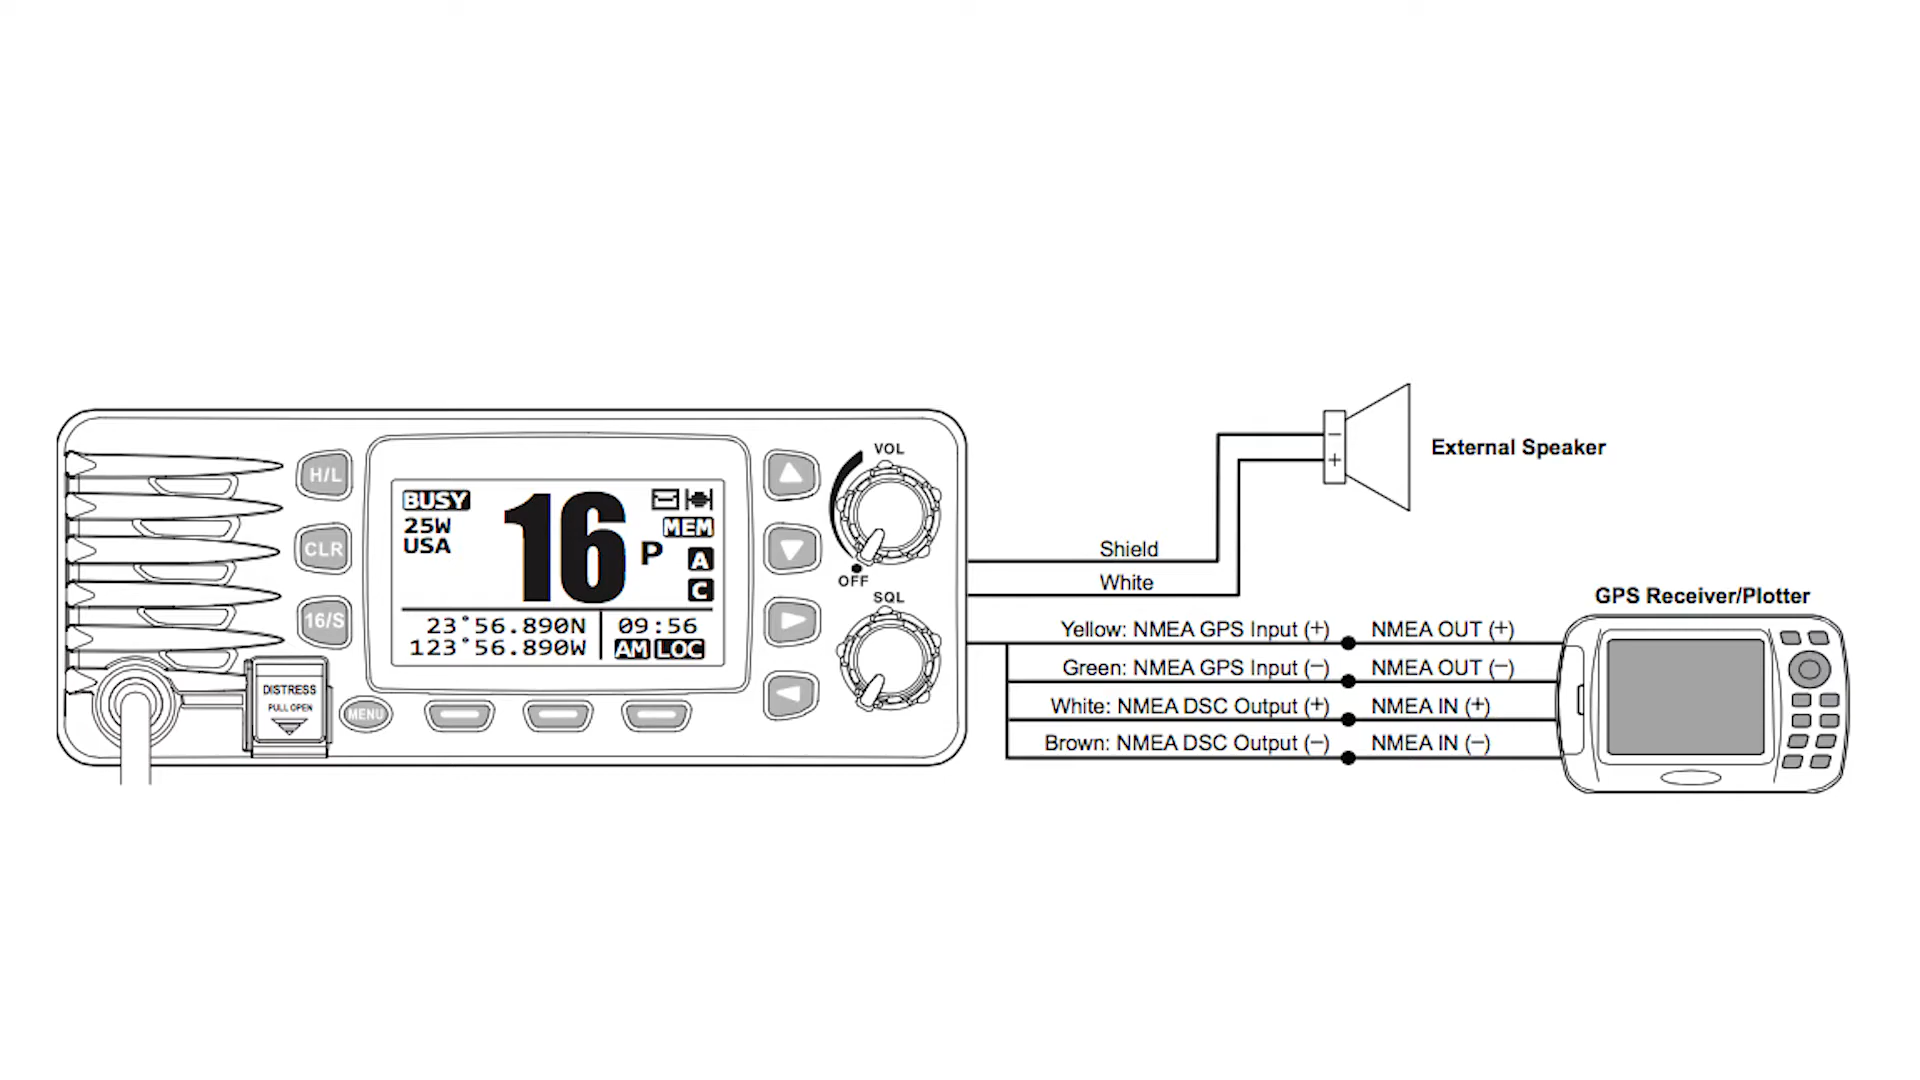 H/L
CLR
16/S
DISTRESS
PULL OPEN
MENU
BUSY
25W
USA
16
P
MEM
A
C
23°56.890N
123°56.890W
09:56
AM LOC
VOL
OFF
SQL
Shield
White
−
+
External Speaker
GPS Receiver/Plotter
Yellow: NMEA GPS Input (+) NMEA OUT (+)
Green: NMEA GPS Input (−) NMEA OUT (−)
White: NMEA DSC Output (+) NMEA IN (+)
Brown: NMEA DSC Output (−) NMEA IN (−)